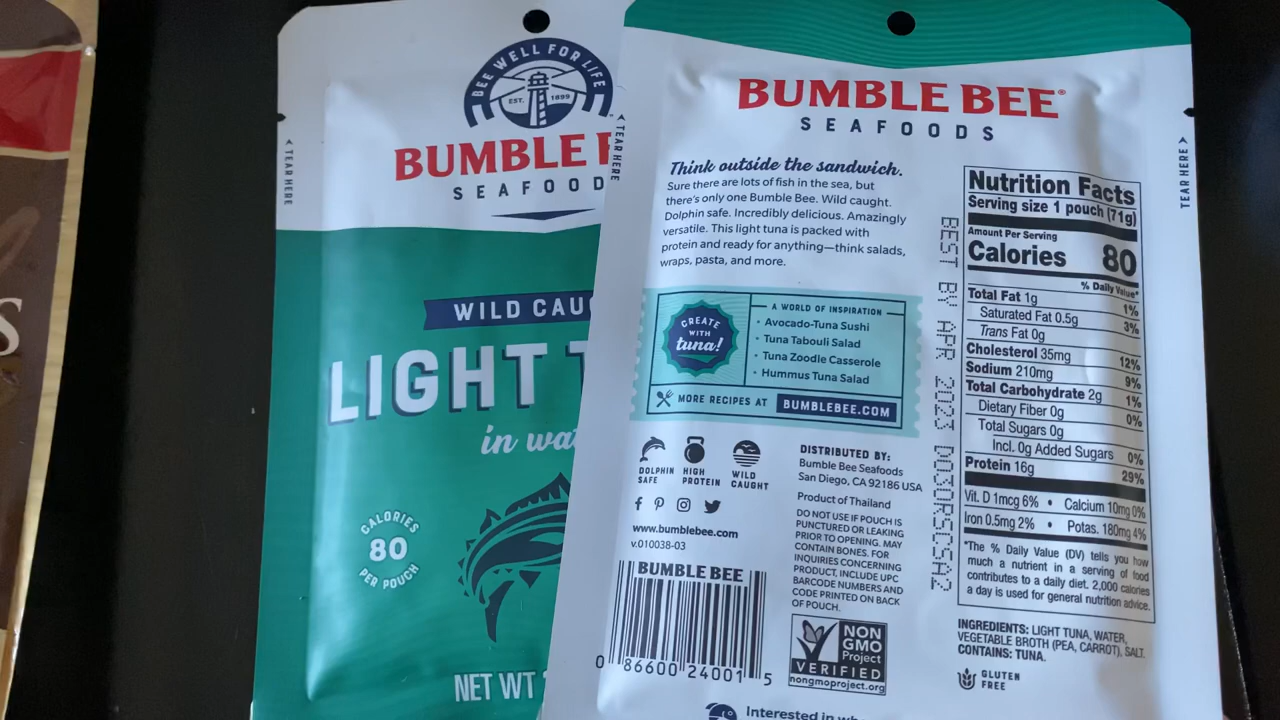 S
BEE WELL FOR LIFE
EST. 1899
< TEAR HERE
BUMBLE
SEAFOOD
WILD CAU
LIGHT
in wat
CALORIES
80
PER POUCH
NET WT
< TEAR HERE
BUMBLE BEE®
SEAFOODS
TEAR HERE >
Think outside the sandwich.
Sure there are lots of fish in the sea, but
there's only one Bumble Bee. Wild caught.
Dolphin safe. Incredibly delicious. Amazingly
versatile. This light tuna is packed with
protein and ready for anything—think salads,
wraps, pasta, and more.
CREATE
WITH
tuna!
A WORLD OF INSPIRATION
• Avocado-Tuna Sushi
• Tuna Tabouli Salad
• Tuna Zoodle Casserole
• Hummus Tuna Salad
MORE RECIPES AT BUMBLEBEE.COM
DOLPHIN
SAFE
HIGH
PROTEIN
WILD
CAUGHT
www.bumblebee.com
v.010038-03
BUMBLE BEE
0 86600 24001 5
DISTRIBUTED BY:
Bumble Bee Seafoods
San Diego, CA 92186 USA
Product of Thailand
DO NOT USE IF POUCH IS
PUNCTURED OR LEAKING
PRIOR TO OPENING. MAY
CONTAIN BONES. FOR
INQUIRIES CONCERNING
PRODUCT, INCLUDE UPC
BARCODE NUMBERS AND
CODE PRINTED ON BACK
OF POUCH.
NON
GMO
Project
VERIFIED
nongmoproject.org
Interested in
BEST BY APR 2023
Nutrition Facts
Serving size 1 pouch (71g)
Amount Per Serving
Calories 80
% Daily Value*
Total Fat 1g 1%
Saturated Fat 0.5g 3%
Trans Fat 0g
Cholesterol 35mg 12%
Sodium 210mg 9%
Total Carbohydrate 2g 1%
Dietary Fiber 0g 0%
Total Sugars 0g
Incl. 0g Added Sugars 0%
Protein 16g 29%
Vit. D 1mcg 6% • Calcium 10mg 0%
Iron 0.5mg 2% • Potas. 180mg 4%
*The % Daily Value (DV) tells you how
much a nutrient in a serving of food
contributes to a daily diet. 2,000 calories
a day is used for general nutrition advice.
INGREDIENTS: LIGHT TUNA, WATER,
VEGETABLE BROTH (PEA, CARROT), SALT.
CONTAINS: TUNA.
GLUTEN
FREE